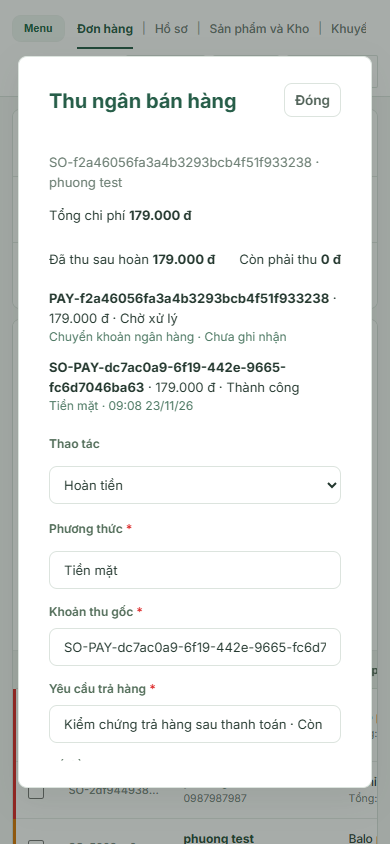 Menu Đơn hàng | Hồ sơ | Sản phẩm và Kho | Khuyế
Thu ngân bán hàng
Đóng
SO-f2a46056fa3a4b3293bcb4f51f933238 ·
phuong test
Tổng chi phí 179.000 đ
Đã thu sau hoàn 179.000 đ Còn phải thu 0 đ
PAY-f2a46056fa3a4b3293bcb4f51f933238 ·
179.000 đ · Chờ xử lý
Chuyển khoản ngân hàng · Chưa ghi nhận
SO-PAY-dc7ac0a9-6f19-442e-9665-
fc6d7046ba63 · 179.000 đ · Thành công
Tiền mặt · 09:08 23/11/26
Thao tác
Hoàn tiền
Phương thức *
Tiền mặt
Khoản thu gốc *
SO-PAY-dc7ac0a9-6f19-442e-9665-fc6d7
Yêu cầu trả hàng *
Kiểm chứng trả hàng sau thanh toán · Còn
SO-2df944938...
0987987987
Tổng:
phuong test
Balo